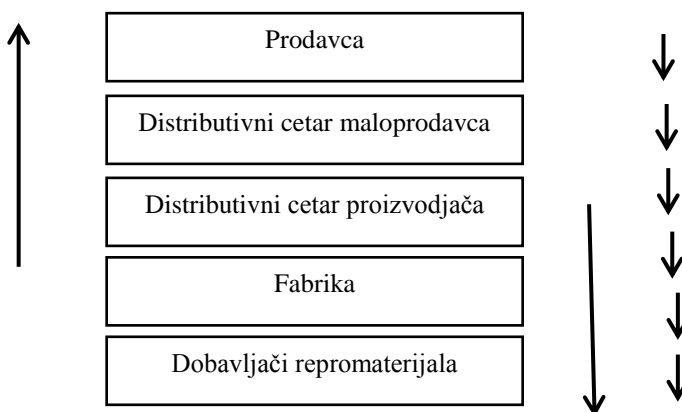 Prodavca
Distributivni cetar maloprodavca
Distributivni cetar proizvodjača
Fabrika
Dobavljači repromaterijala